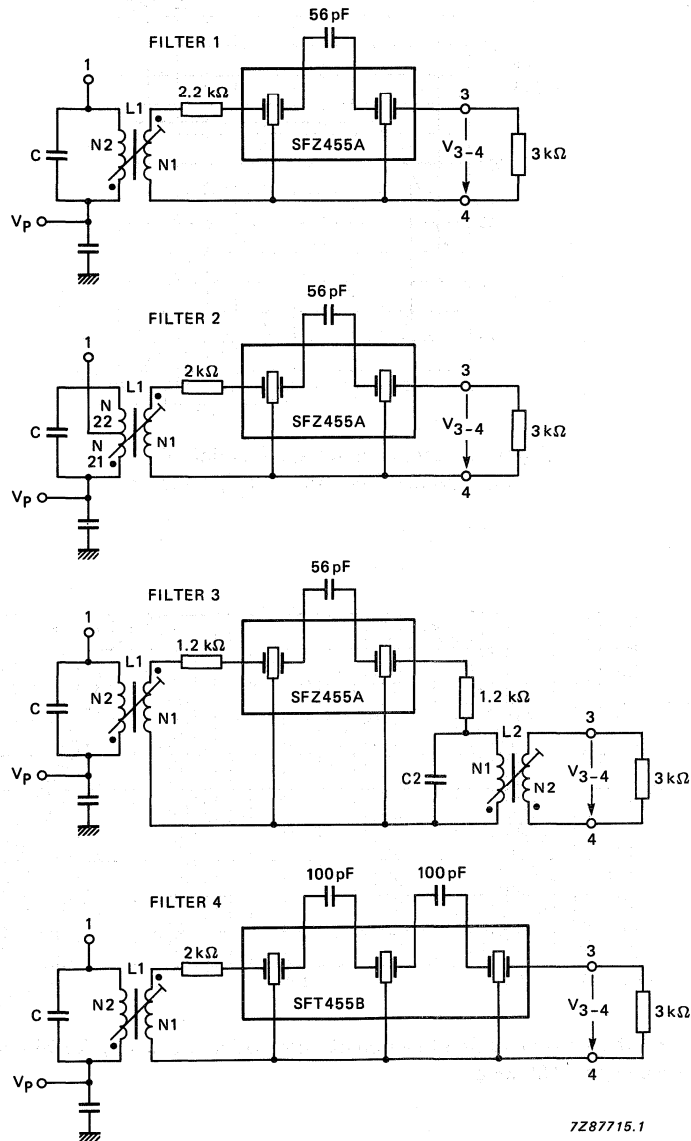 56 pF
FILTER 1
1
L1
2.2 kΩ
3
C
N2
N1
SFZ455A
V3-4
3 kΩ
VP
4
56 pF
FILTER 2
1
L1
2 kΩ
3
C
N
22
N
21
N1
SFZ455A
V3-4
3 kΩ
VP
4
56 pF
FILTER 3
1
L1
1.2 kΩ
C
N2
N1
SFZ455A
1.2 kΩ
L2
3
VP
C2
N1
N2
V3-4
3 kΩ
4
100 pF
100 pF
FILTER 4
1
L1
2 kΩ
3
C
N2
N1
SFT455B
V3-4
3 kΩ
VP
4
7Z87715.1